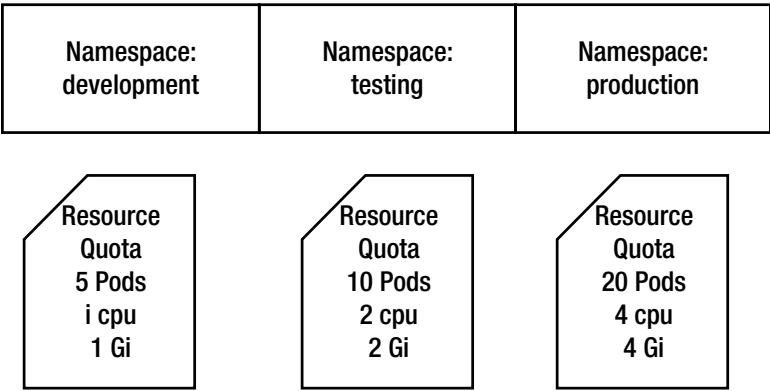 Namespace:
development
Namespace:
testing
Namespace:
production
Resource
Quota
5 Pods
i cpu
1 Gi
Resource
Quota
10 Pods
2 cpu
2 Gi
Resource
Quota
20 Pods
4 cpu
4 Gi